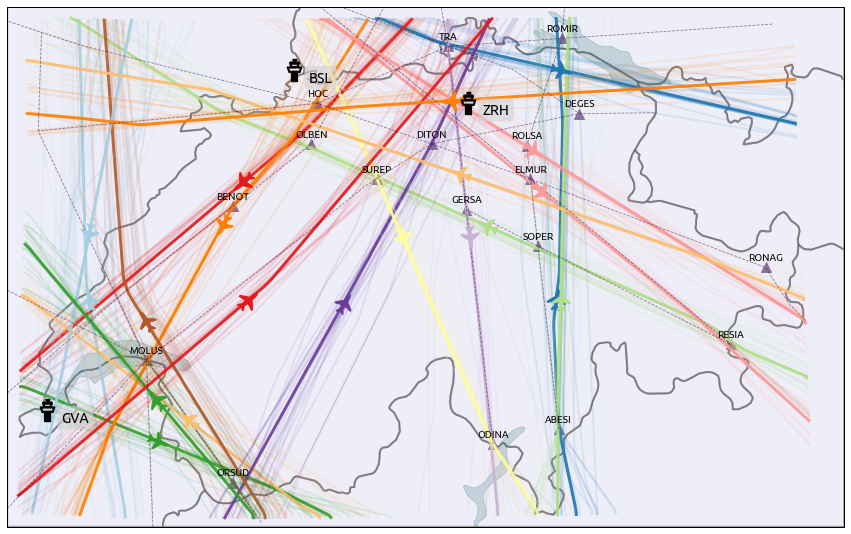 ROMIR
TRA
BSL
HOC
ZRH
DEGES
OLBEN
DITON
ROLSA
SUREP
ELMUR
BENOT
GERSA
SOPER
RONAG
RESIA
MOLUS
GVA
ABESI
ODINA
ORSUD